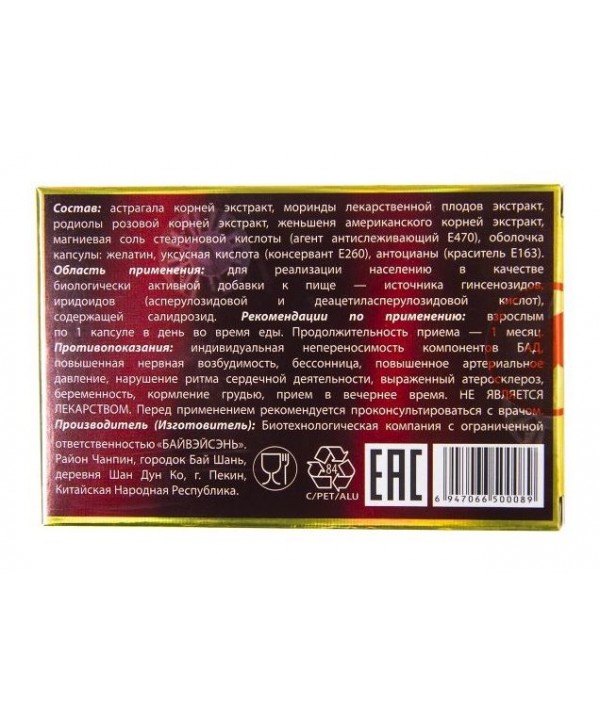 Состав: астрагала корней экстракт, моринды лекарственной плодов экстракт,
родиолы розовой корней экстракт, женьшеня американского корней экстракт,
магниевая соль стеариновой кислоты (агент антислеживающий Е470), оболочка
капсулы: желатин, уксусная кислота (консервант Е260), антоцианы (краситель Е163).
Область применения: для реализации населению в качестве
биологически активной добавки к пище — источника гинсенозидов,
иридоидов (асперулозидовой и деацетиласперулозидовой кислот),
содержащей салидрозид. Рекомендации по применению: взрослым
по 1 капсуле в день во время еды. Продолжительность приема — 1 месяц.
Противопоказания: индивидуальная непереносимость компонентов БАД,
повышенная нервная возбудимость, бессонница, повышенное артериальное
давление, нарушение ритма сердечной деятельности, выраженный атеросклероз,
беременность, кормление грудью, прием в вечернее время. НЕ ЯВЛЯЕТСЯ
ЛЕКАРСТВОМ. Перед применением рекомендуется проконсультироваться с врачом.
Производитель (Изготовитель): Биотехнологическая компания с ограниченной
ответственностью «БАЙВЭЙСЭНЬ».
Район Чанпин, городок Бай Шань,
деревня Шан Дун Ко, г. Пекин,
Китайская Народная Республика.
84
C/PET/ALU
EAC
6 947066 500089